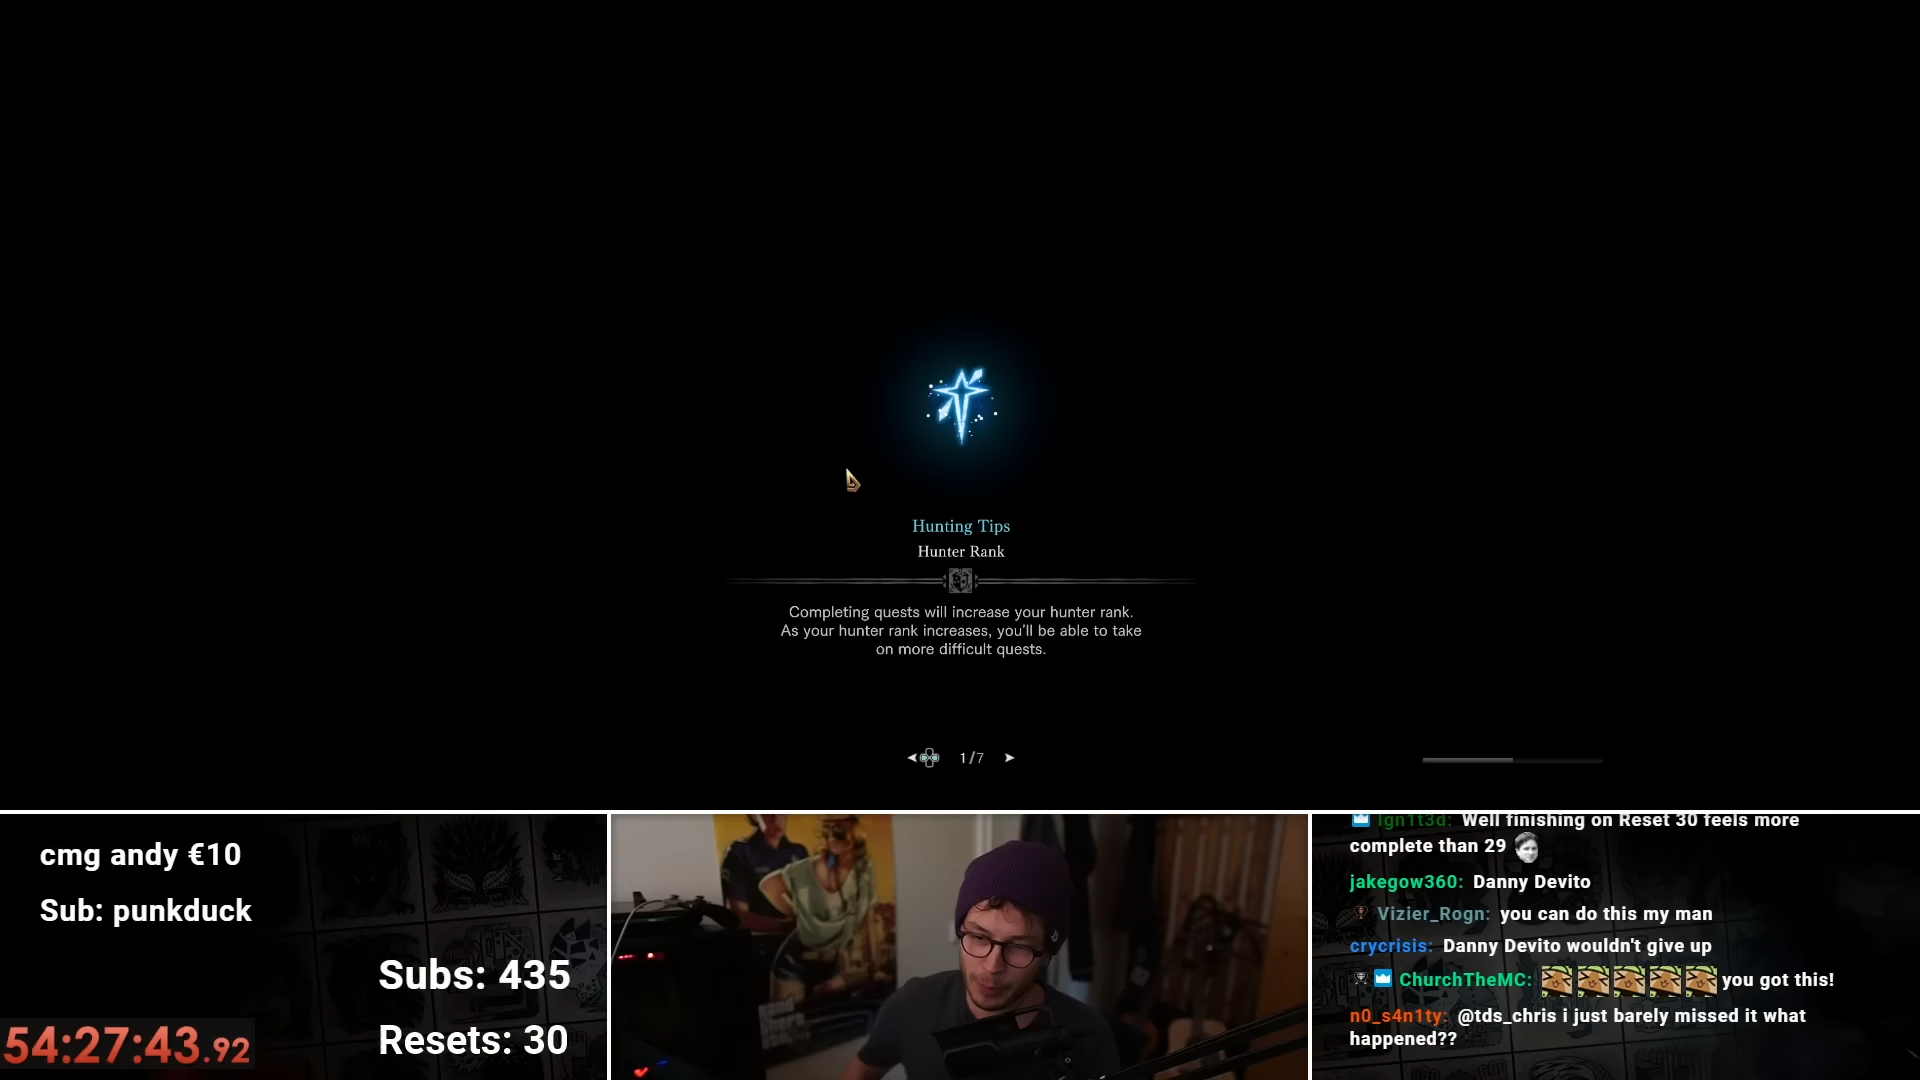 Hunting Tips
Hunter Rank
Completing quests will increase your hunter rank.
As your hunter rank increases, you'll be able to take
on more difficult quests.
1/7
cmg andy €10
Sub: punkduck
Subs: 435
Resets: 30
54:27:43.92
Ign1t3d: Well finishing on Reset 30 feels more
complete than 29
jakegow360: Danny Devito
Vizier_Rogn: you can do this my man
crycrisis: Danny Devito wouldn't give up
ChurchTheMC: you got this!
n0_s4n1ty: @tds_chris i just barely missed it what
happened??